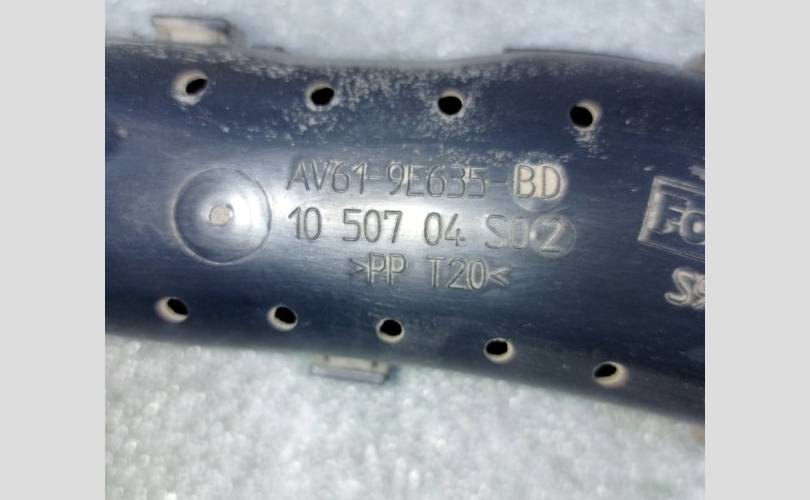 AV61-9E635-BD
10 507 04 S0②
>PP T20<